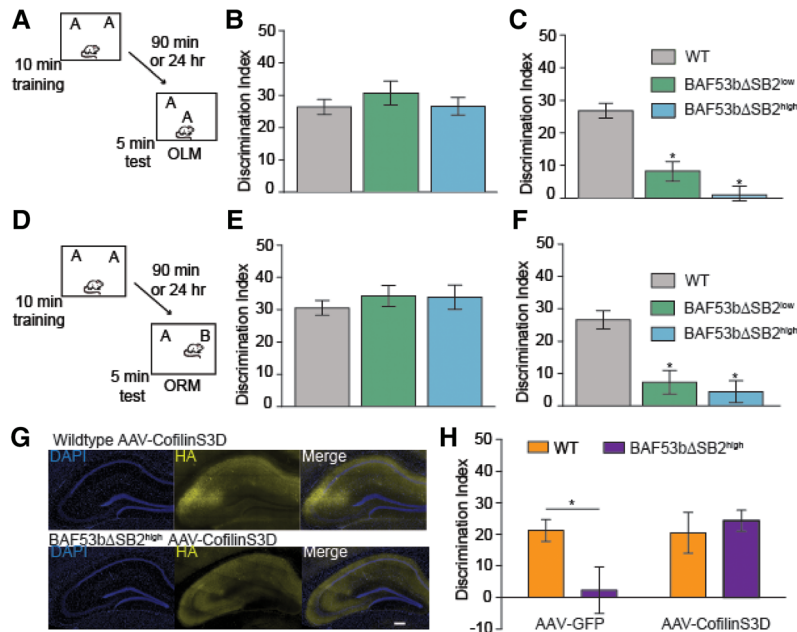 A
A A
10 min
training
90 min
or 24 hr
A
A
5 min
test
OLM
B
Discrimination Index
50
40
30
20
10
0
C
Discrimination Index
50
40
30
20
10
0
WT
BAF53bΔSB2low
BAF53bΔSB2high
* *
D
A A
10 min
training
90 min
or 24 hr
A B
5 min
test
ORM
E
Discrimination Index
50
40
30
20
10
0
F
Discrimination Index
50
40
30
20
10
0
WT
BAF53bΔSB2low
BAF53bΔSB2high
* *
G
Wildtype AAV-CofilinS3D
DAPI HA Merge
BAF53bΔSB2high AAV-CofilinS3D
DAPI HA Merge
H
Discrimination Index
50
40
30
20
10
0
-10
WT BAF53bΔSB2high
*
AAV-GFP AAV-CofilinS3D